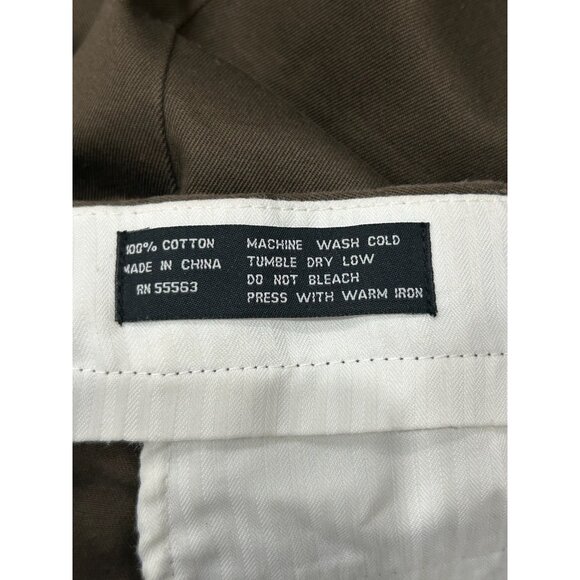 100% COTTON
MADE IN CHINA
RN 55563
MACHINE WASH COLD
TUMBLE DRY LOW
DO NOT BLEACH
PRESS WITH WARM IRON